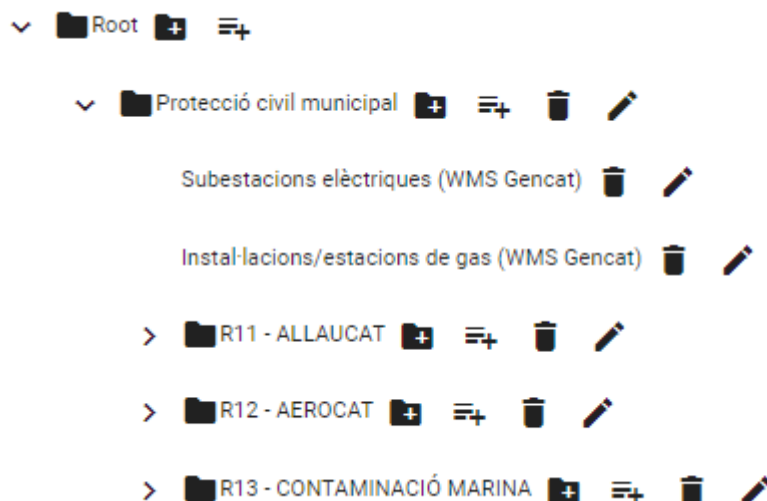 Root
Protecció civil municipal
Subestacions elèctriques (WMS Gencat)
Instal·lacions/estacions de gas (WMS Gencat)
R11 - ALLAUCAT
R12 - AEROCAT
R13 - CONTAMINACIÓ MARINA